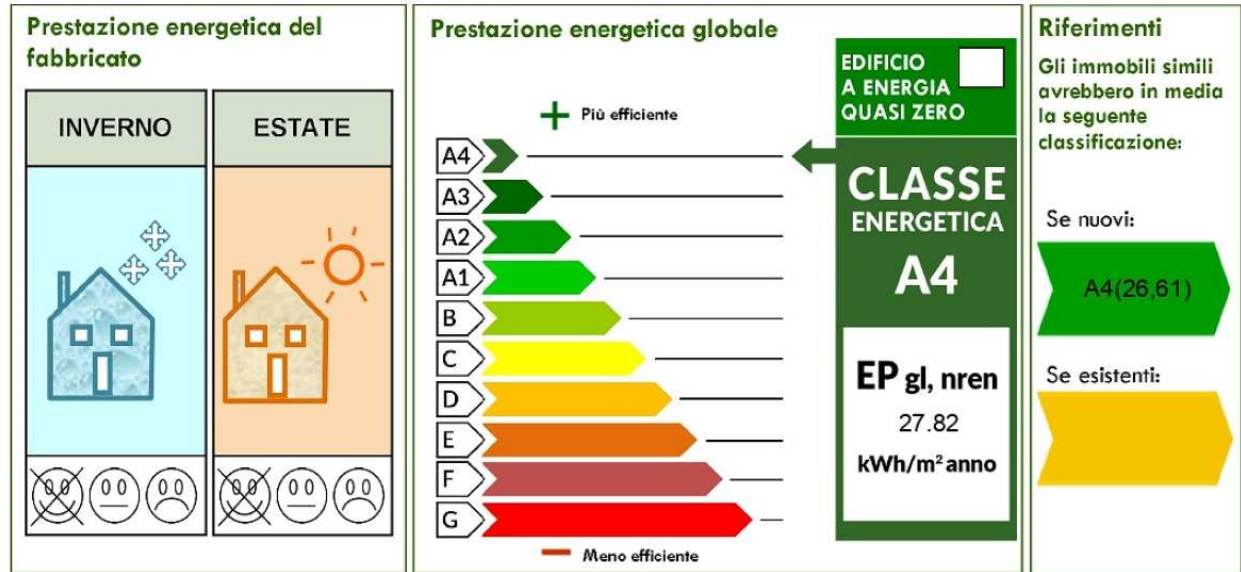 Prestazione energetica del
fabbricato
INVERNO
ESTATE
Prestazione energetica globale
+ Più efficiente
A4
A3
A2
A1
B
C
D
E
F
G
— Meno efficiente
EDIFICIO
A ENERGIA
QUASI ZERO
CLASSE
ENERGETICA
A4
EP gl, nren
27.82
kWh/m² anno
Riferimenti
Gli immobili simili
avrebbero in media
la seguente
classificazione:
Se nuovi:
A4(26,61)
Se esistenti: